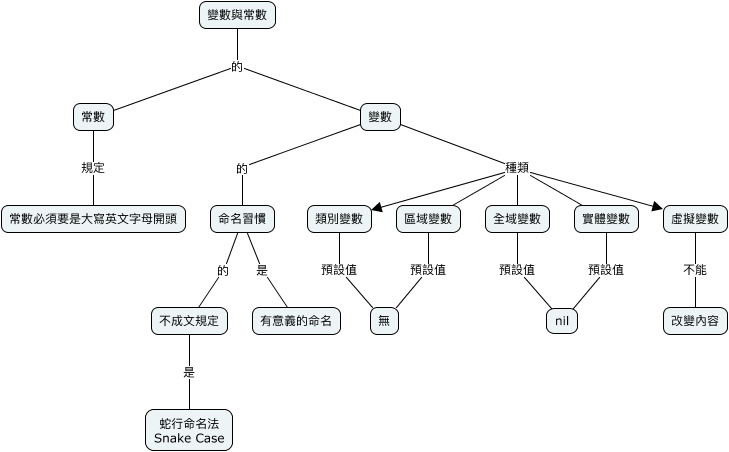 變數與常數
的
常數
變數
規定
的
種類
常數必須要是大寫英文字母開頭
命名習慣
類別變數
區域變數
全域變數
實體變數
虛擬變數
的
是
預設值
預設值
預設值
預設值
不能
不成文規定
有意義的命名
無
nil
改變內容
是
蛇行命名法
Snake Case